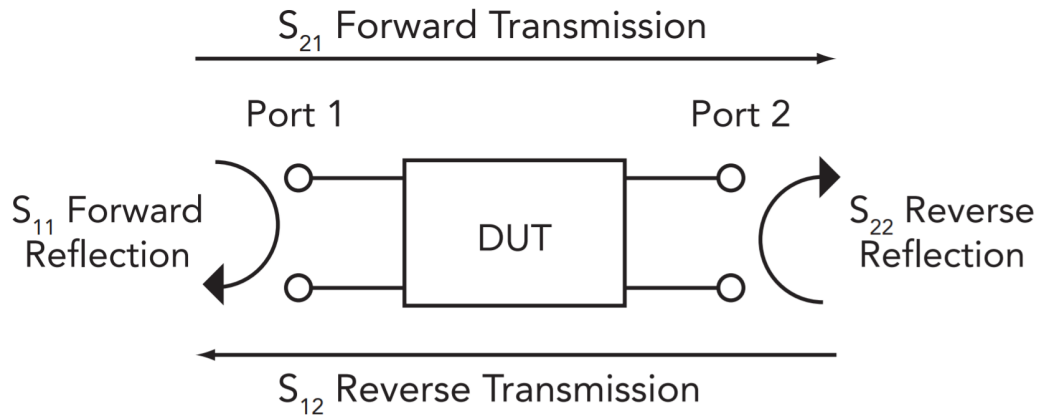 S₂₁ Forward Transmission
Port 1
Port 2
S₁₁ Forward
Reflection
DUT
S₂₂ Reverse
Reflection
S₁₂ Reverse Transmission